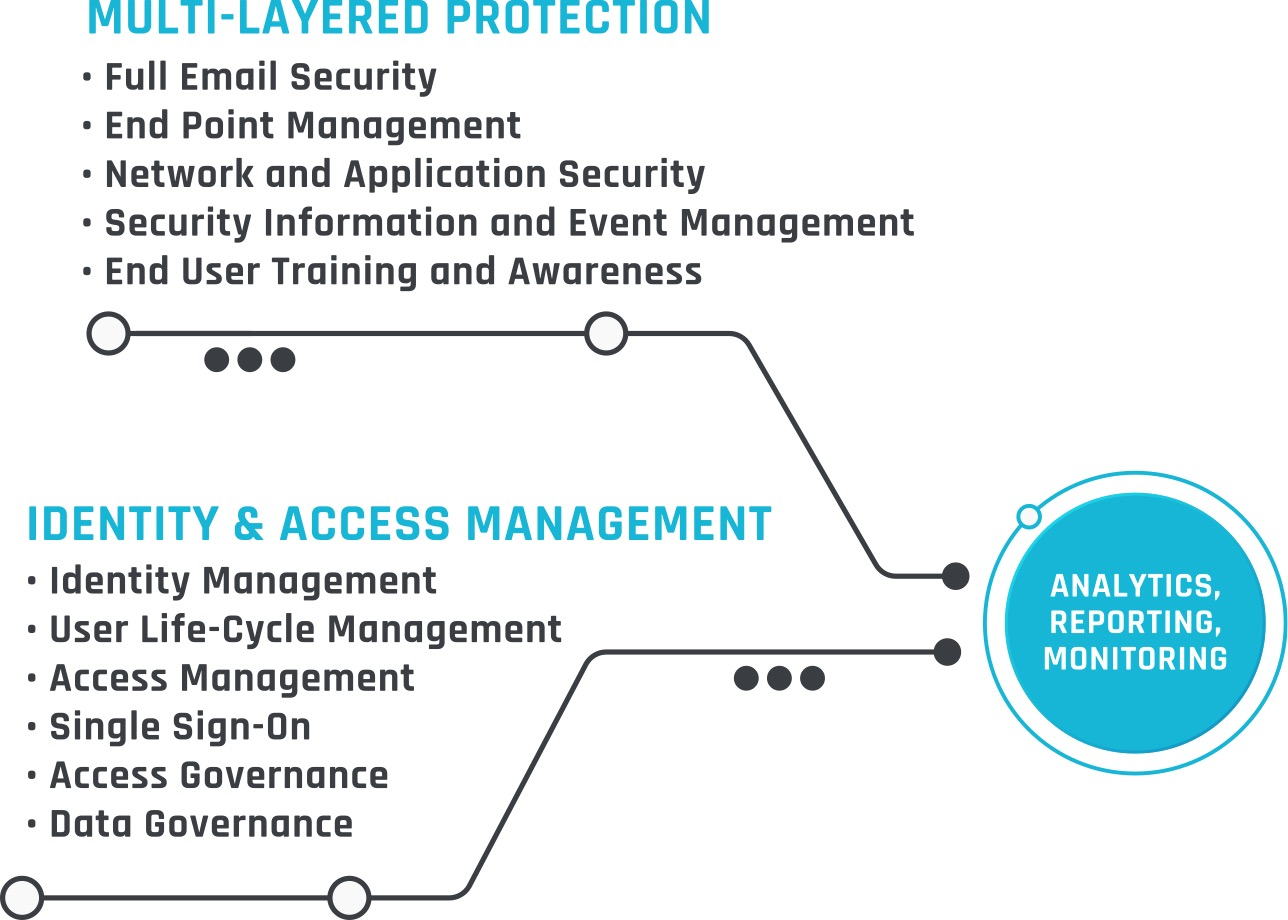 MULTI-LAYERED PROTECTION
• Full Email Security
• End Point Management
• Network and Application Security
• Security Information and Event Management
• End User Training and Awareness
IDENTITY & ACCESS MANAGEMENT
• Identity Management
• User Life-Cycle Management
• Access Management
• Single Sign-On
• Access Governance
• Data Governance
ANALYTICS,
REPORTING,
MONITORING